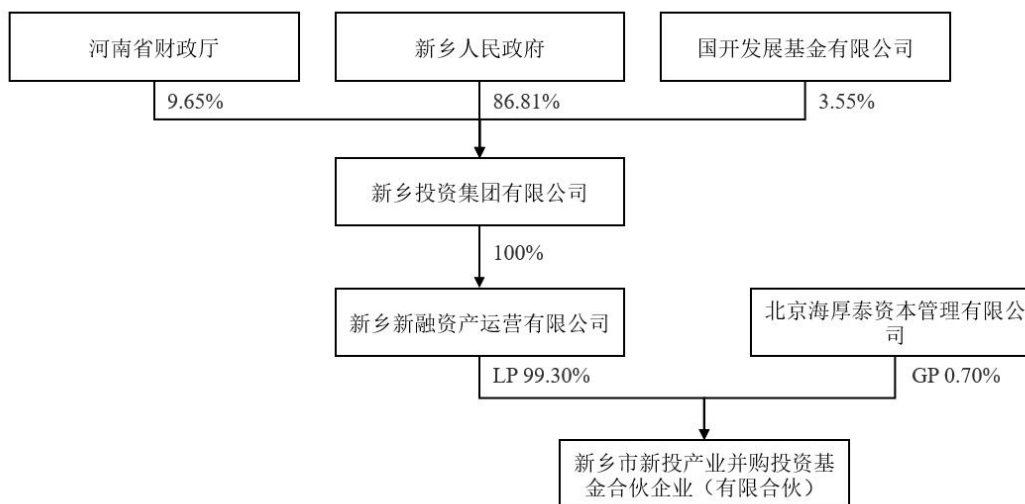 河南省财政厅
新乡人民政府
国开发展基金有限公司
9.65%
86.81%
3.55%
新乡投资集团有限公司
100%
新乡新融资产运营有限公司
北京海厚泰资本管理有限公
司
LP 99.30%
GP 0.70%
新乡市新投产业并购投资基
金合伙企业（有限合伙）